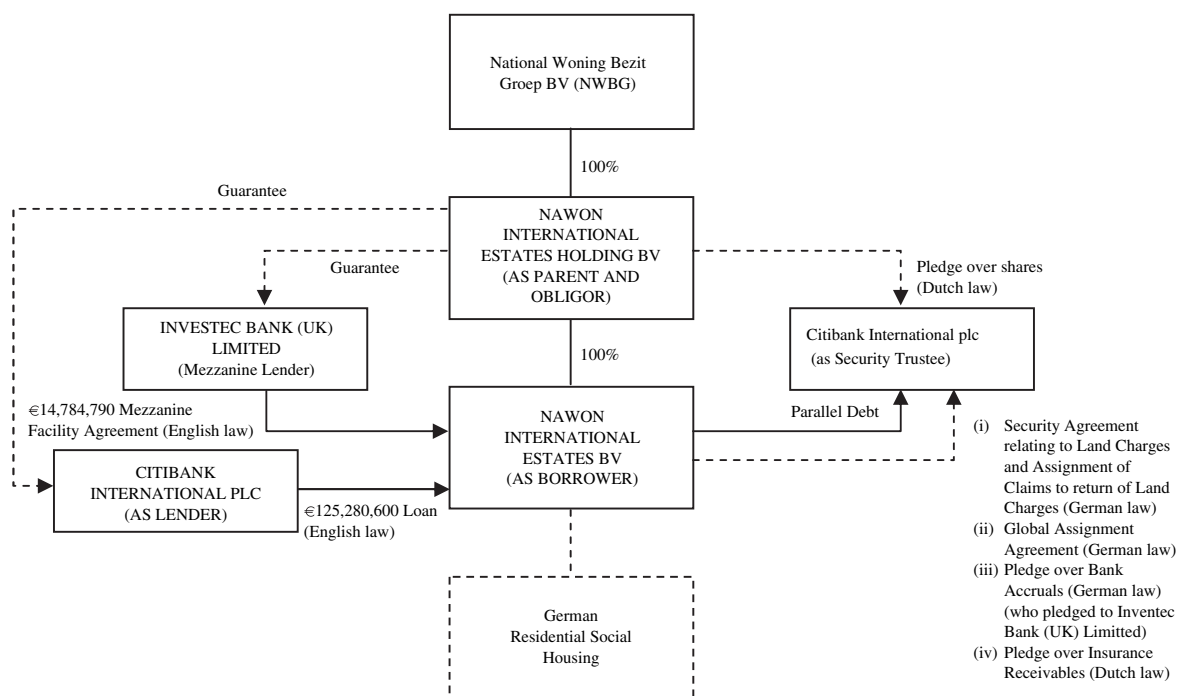 National Woning Bezit
Groep BV (NWBG)
100%
Guarantee
NAWON
INTERNATIONAL
ESTATES HOLDING BV
(AS PARENT AND
OBLIGOR)
Guarantee
Pledge over shares
(Dutch law)
INVESTEC BANK (UK)
LIMITED
(Mezzanine Lender)
Citibank International plc
(as Security Trustee)
100%
€14,784,790 Mezzanine
Facility Agreement (English law)
NAWON
INTERNATIONAL
ESTATES BV
(AS BORROWER)
Parallel Debt
CITIBANK
INTERNATIONAL PLC
(AS LENDER)
€125,280,600 Loan
(English law)
(i) Security Agreement
relating to Land Charges
and Assignment of
Claims to return of Land
Charges (German law)
(ii) Global Assignment
Agreement (German law)
(iii) Pledge over Bank
Accruals (German law)
(who pledged to Inventec
Bank (UK) Limitted)
(iv) Pledge over Insurance
Receivables (Dutch law)
German
Residential Social
Housing